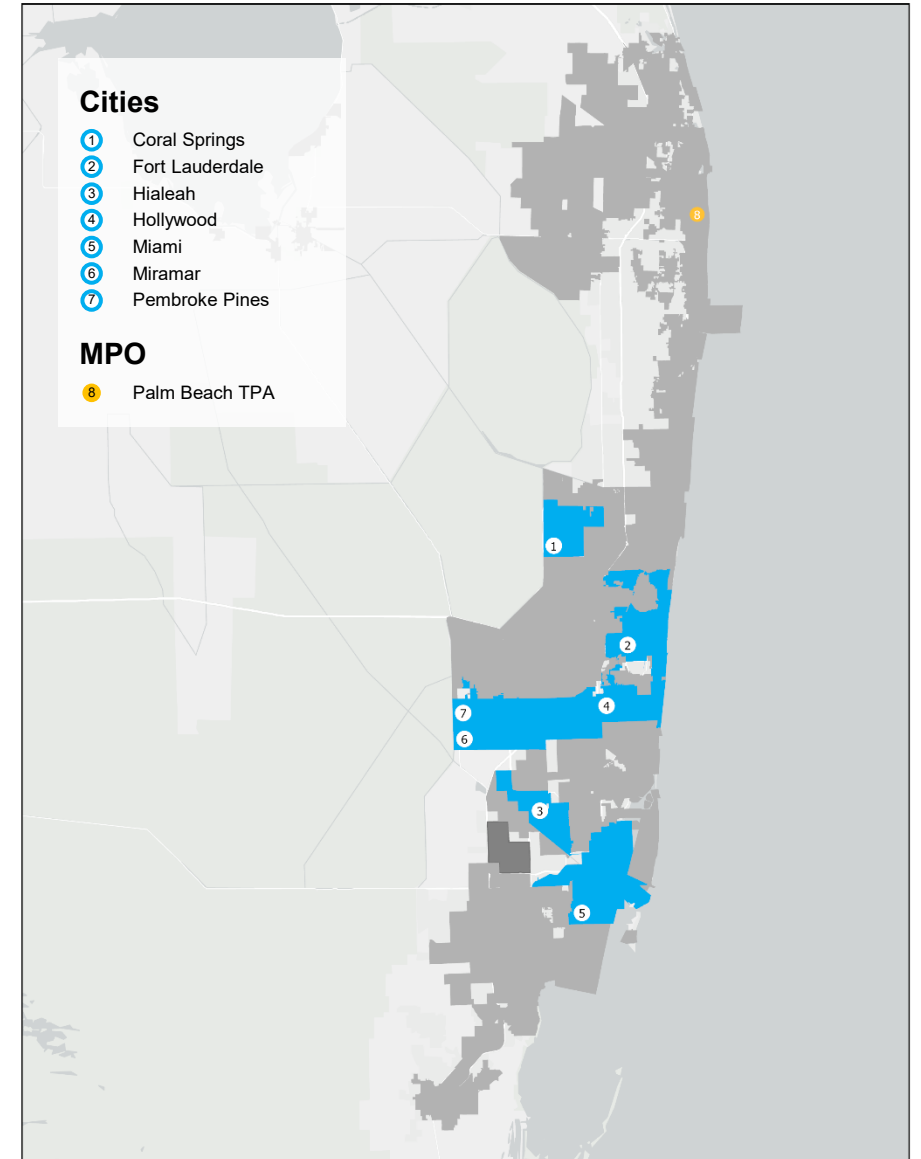 Cities
1 Coral Springs
2 Fort Lauderdale
3 Hialeah
4 Hollywood
5 Miami
6 Miramar
7 Pembroke Pines
MPO
8 Palm Beach TPA
8
1
2
4
7
6
3
5